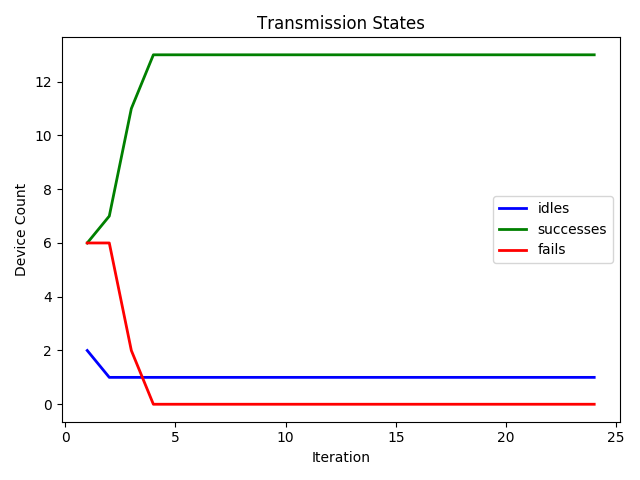 Transmission States
Device Count
12
10
8
6
4
2
0
idles
successes
fails
0 5 10 15 20 25
Iteration